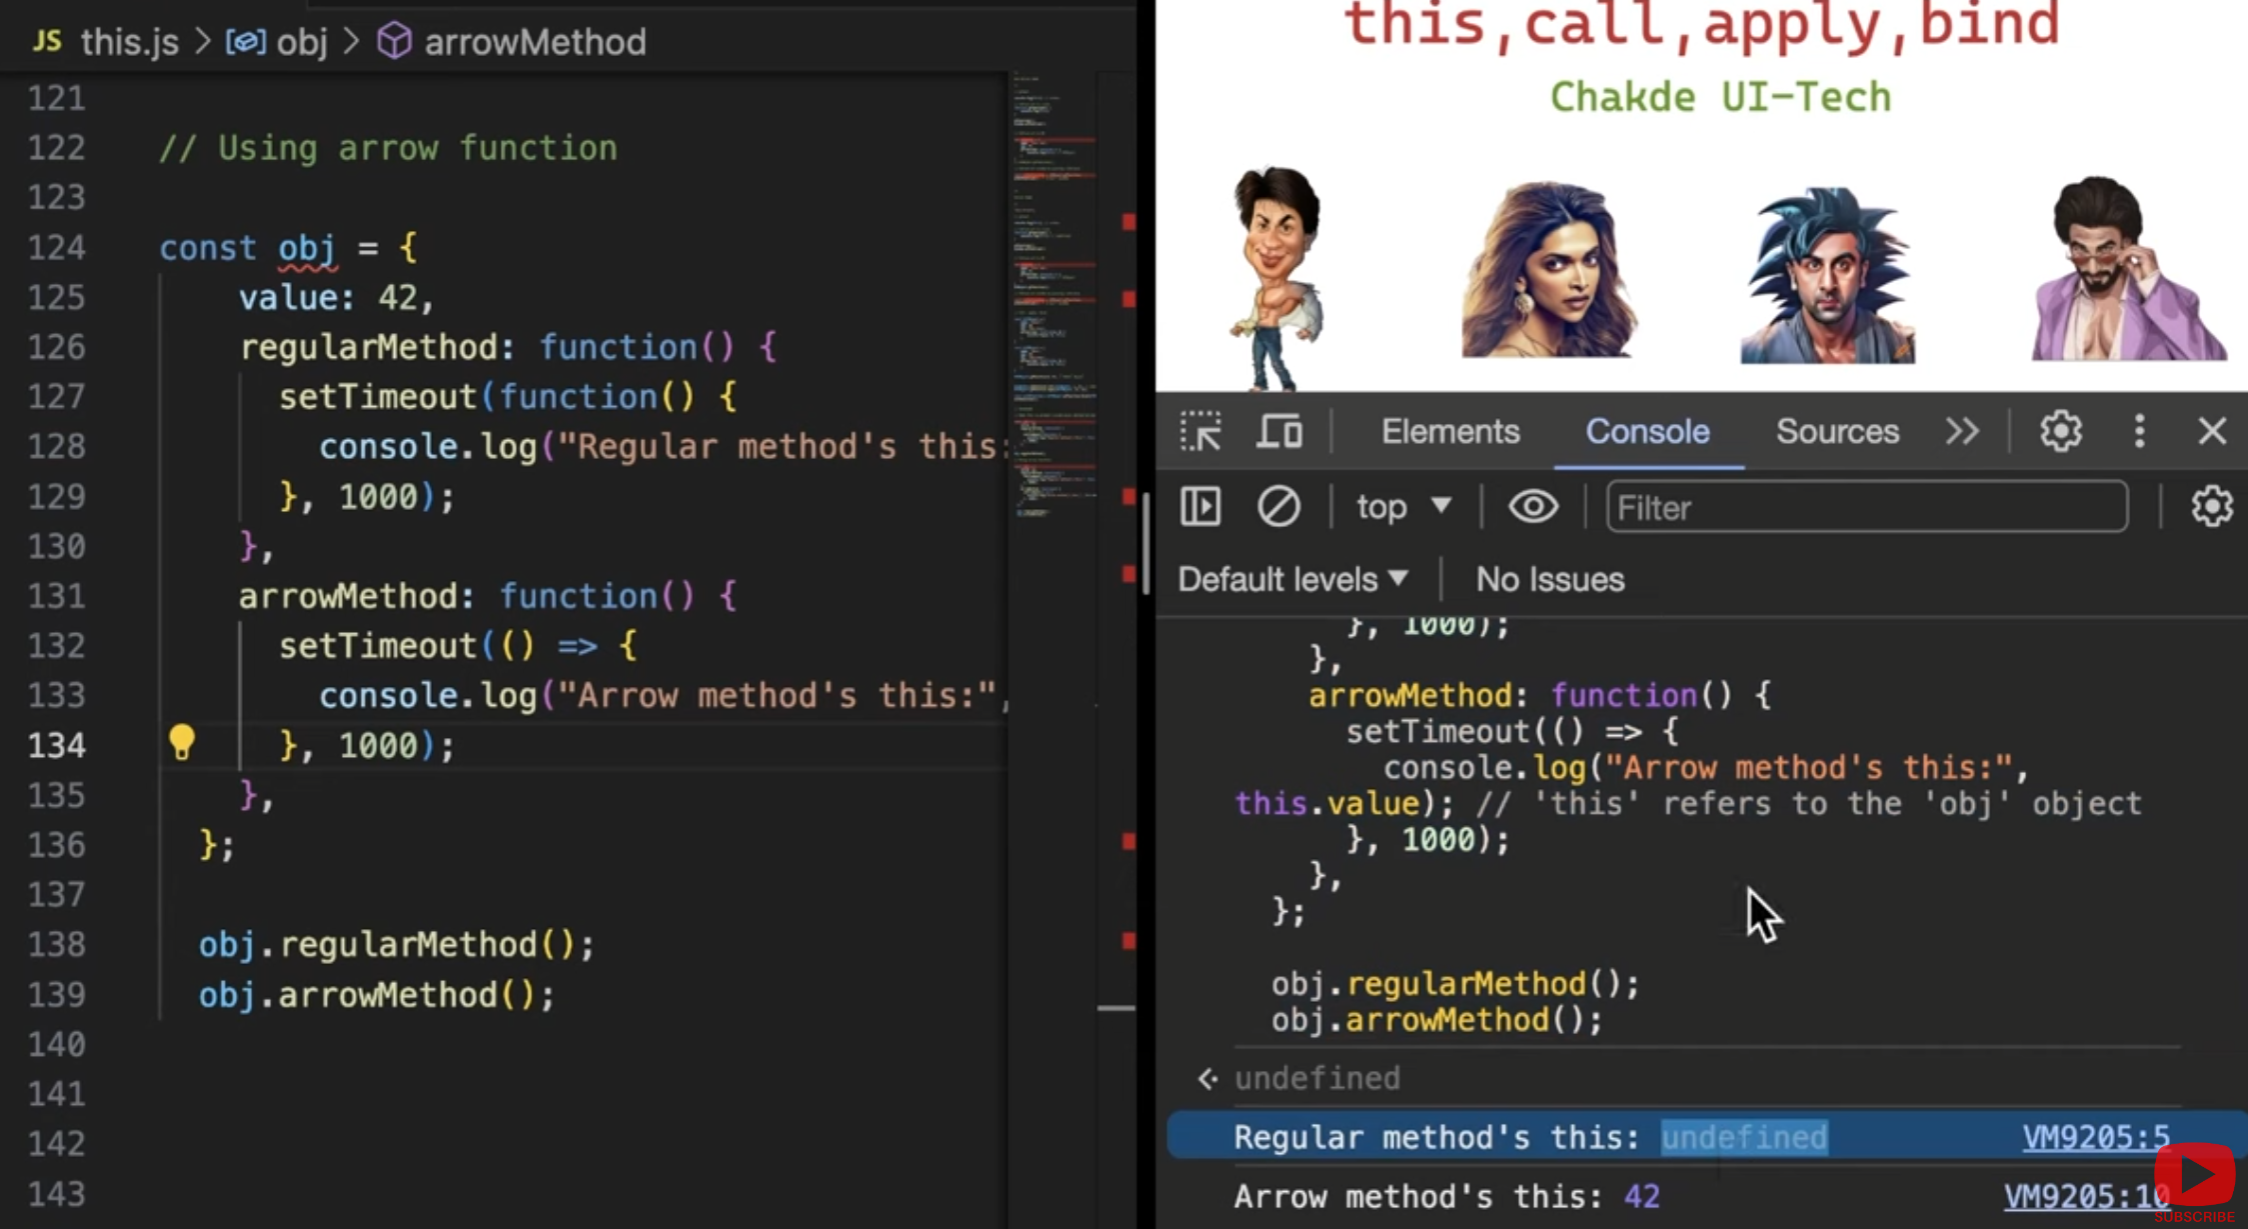 JS this.js > obj > arrowMethod
121
122 // Using arrow function
123
124 const obj = {
125 value: 42,
126 regularMethod: function() {
127 setTimeout(function() {
128 console.log("Regular method's this:
129 }, 1000);
130 },
131 arrowMethod: function() {
132 setTimeout(() => {
133 console.log("Arrow method's this:",
134 }, 1000);
135 },
136 };
137
138 obj.regularMethod();
139 obj.arrowMethod();
140
141
142
143
this,call,apply,bind
Chakde UI-Tech
Elements Console Sources
top Filter
Default levels No Issues
}, 1000);
},
arrowMethod: function() {
setTimeout(() => {
console.log("Arrow method's this:",
this.value); // 'this' refers to the 'obj' object
}, 1000);
},
};
obj.regularMethod();
obj.arrowMethod();
undefined
Regular method's this: undefined VM9205:5
Arrow method's this: 42 VM9205:10
SUBSCRIBE